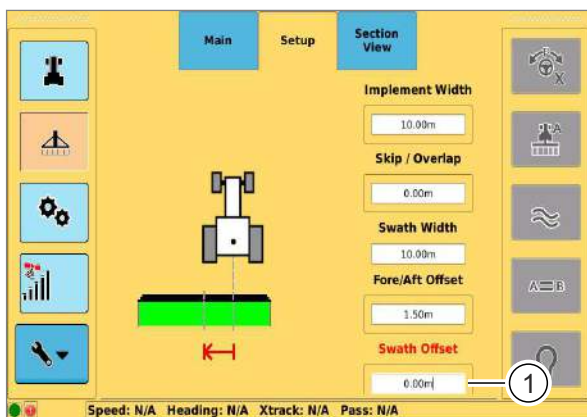 Main
Setup
Section
View
Implement Width
10.00m
Skip / Overlap
0.00m
Swath Width
10.00m
Fore/Aft Offset
1.50m
Swath Offset
0.00m
1
X
A
A=B
Speed: N/A Heading: N/A Xtrack: N/A Pass: N/A